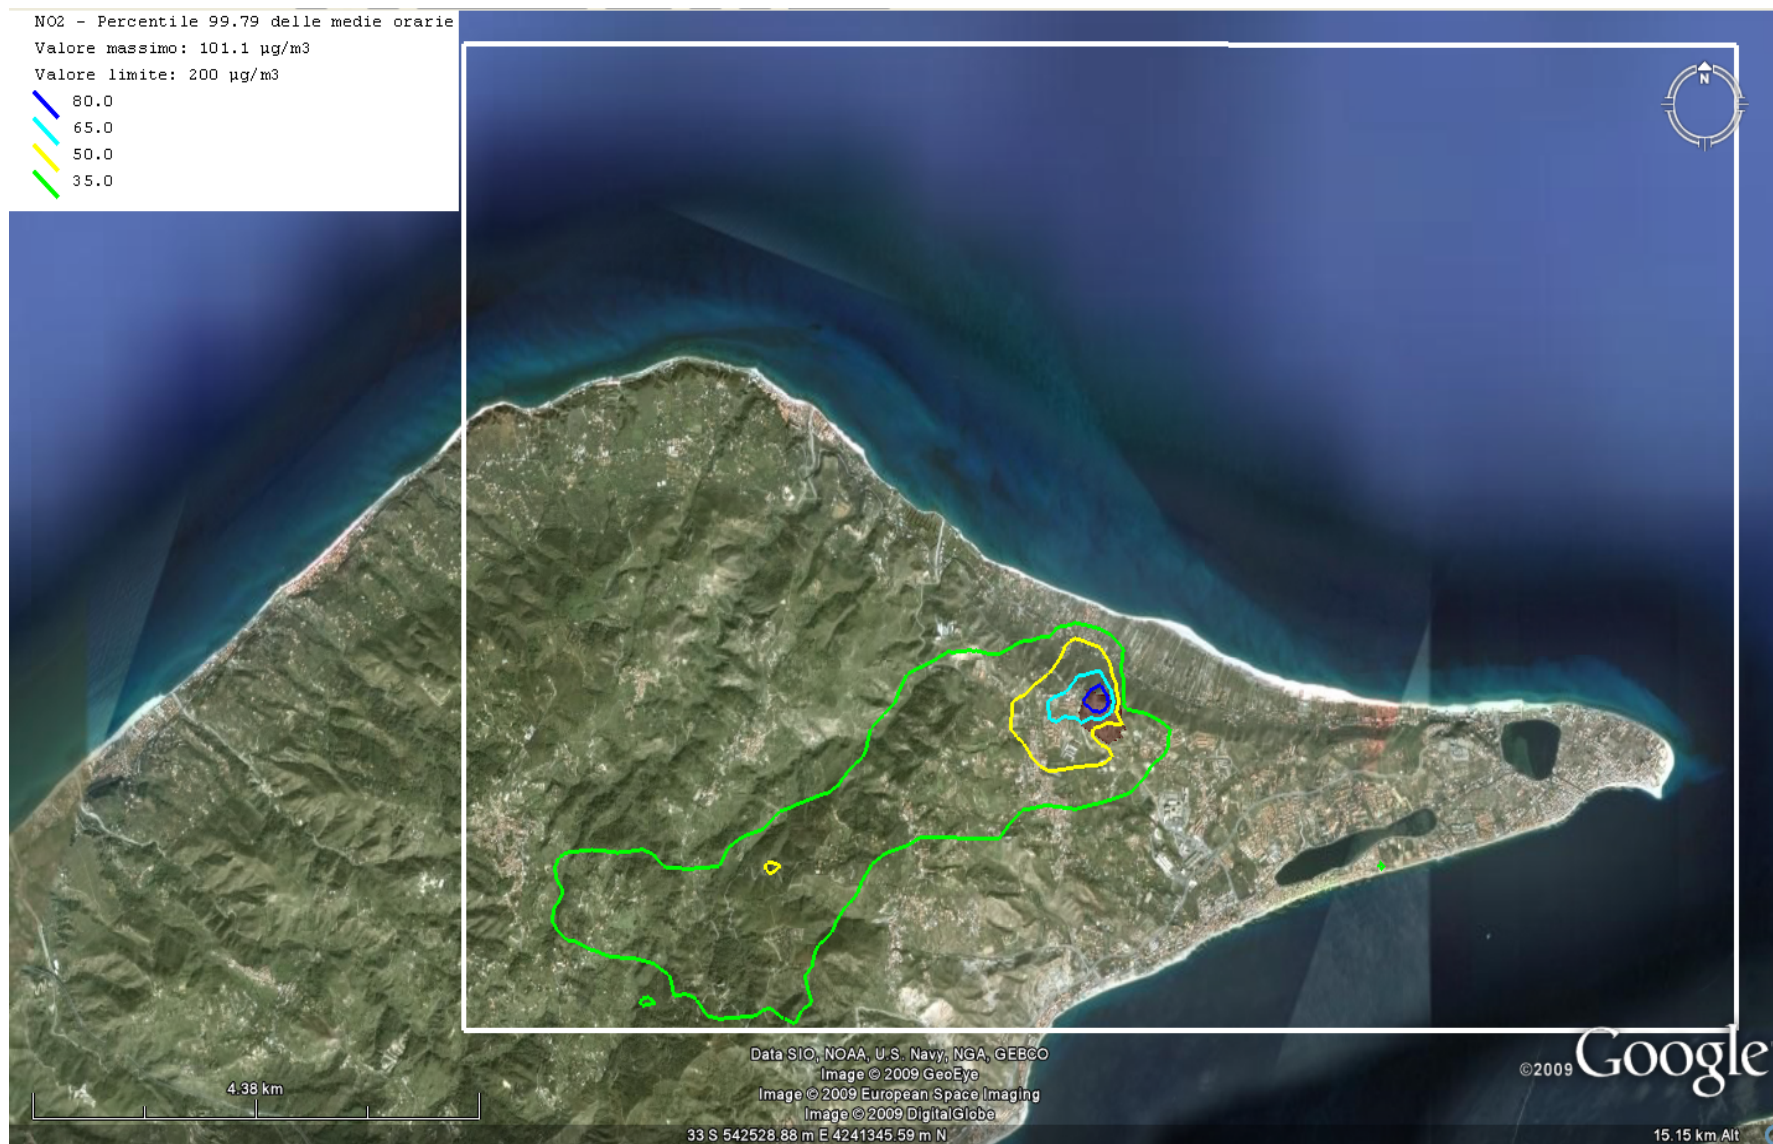 NO2 - Percentile 99.79 delle medie orarie
Valore massimo: 101.1 µg/m3
Valore limite: 200 µg/m3
80.0
65.0
50.0
35.0
N
4.38 km
Data SIO, NOAA, U.S. Navy, NGA, GEBCO
Image © 2009 GeoEye
Image © 2009 European Space Imaging
Image © 2009 DigitalGlobe
©2009 Google
33 S 542528.88 m E 4241345.59 m N
15.15 km Alt